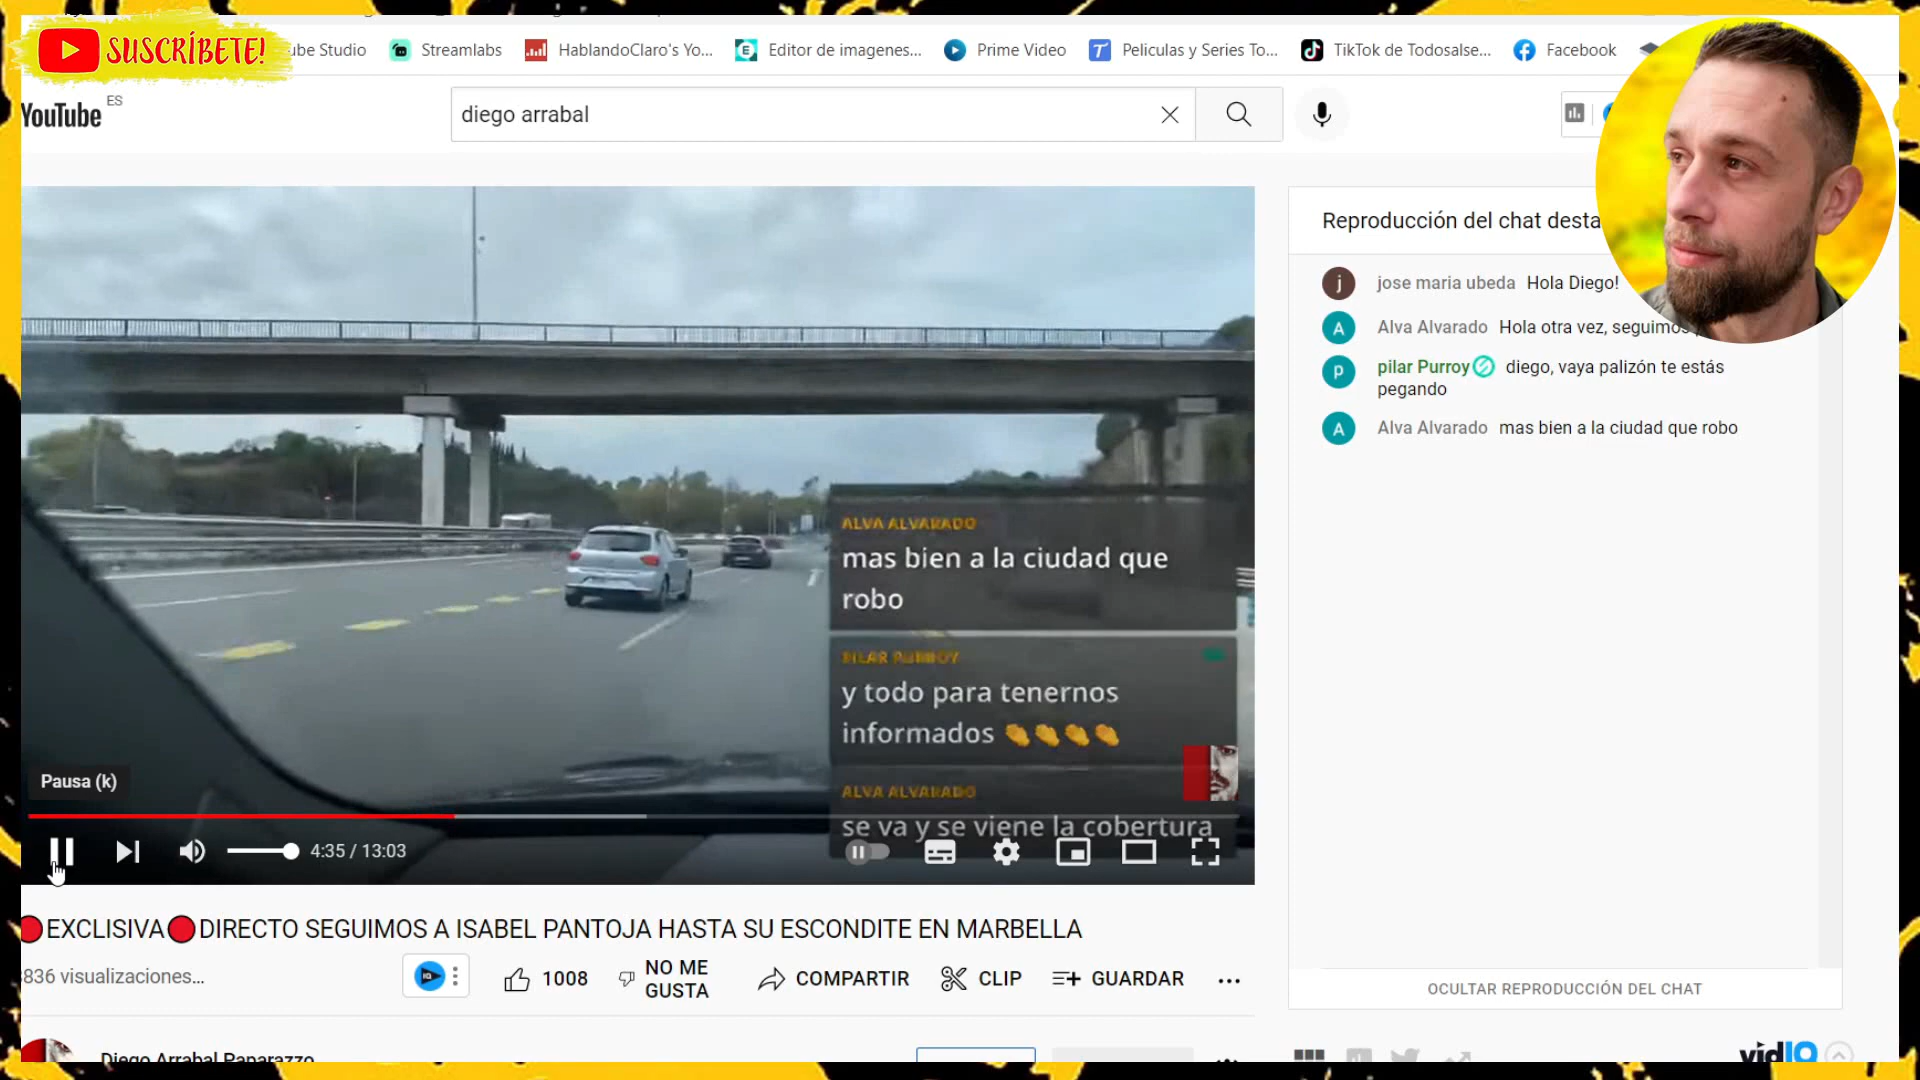 SUSCRÍBETE!
ube Studio
Streamlabs
HablandoClaro's Yo...
Editor de imagenes...
Prime Video
Peliculas y Series To...
TikTok de Todosalse...
Facebook
YouTube ES
diego arrabal
Reproducción del chat desta
jose maria ubeda Hola Diego!
Alva Alvarado Hola otra vez, seguimos
pilar Purroy diego, vaya palizón te estás
pegando
Alva Alvarado mas bien a la ciudad que robo
ALVA ALVARADO
mas bien a la ciudad que
robo
PILAR PURROY
y todo para tenernos
informados 👏👏👏👏
ALVA ALVARADO
se va y se viene la cobertura
Pausa (k)
4:35 / 13:03
🔴EXCLISIVA🔴DIRECTO SEGUIMOS A ISABEL PANTOJA HASTA SU ESCONDITE EN MARBELLA
836 visualizaciones...
1008
NO ME
GUSTA
COMPARTIR
CLIP
GUARDAR
OCULTAR REPRODUCCIÓN DEL CHAT
Diego Arrabal Paparazzo
vidIQ